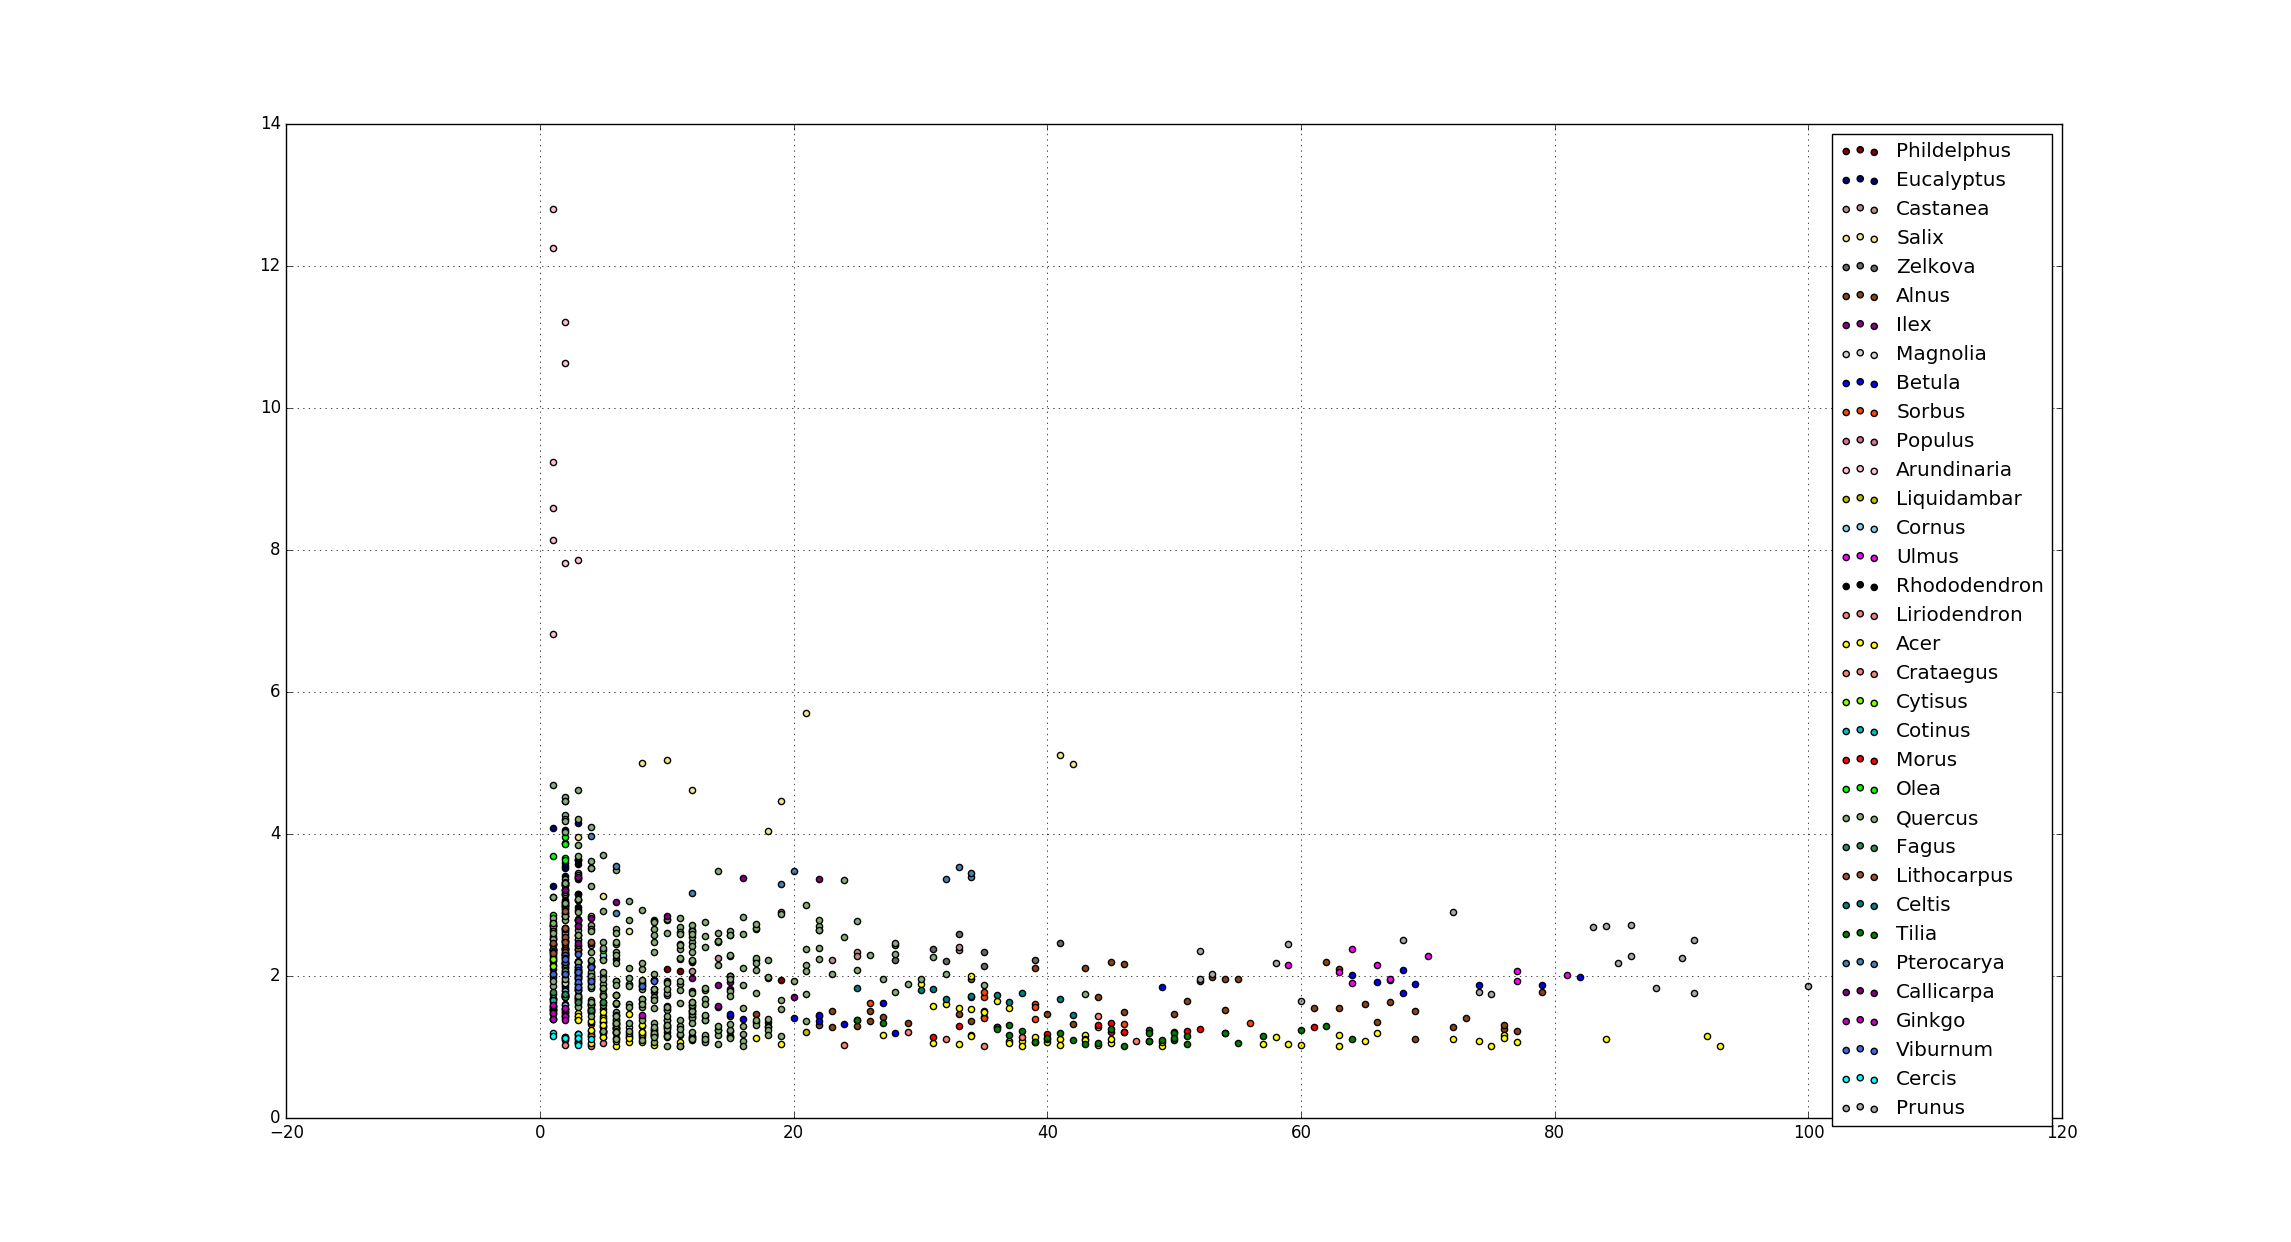 14
12
10
8
6
4
2
0
−20
0
20
40
60
80
100
120
Phildelphus
Eucalyptus
Castanea
Salix
Zelkova
Alnus
Ilex
Magnolia
Betula
Sorbus
Populus
Arundinaria
Liquidambar
Cornus
Ulmus
Rhododendron
Liriodendron
Acer
Crataegus
Cytisus
Cotinus
Morus
Olea
Quercus
Fagus
Lithocarpus
Celtis
Tilia
Pterocarya
Callicarpa
Ginkgo
Viburnum
Cercis
Prunus